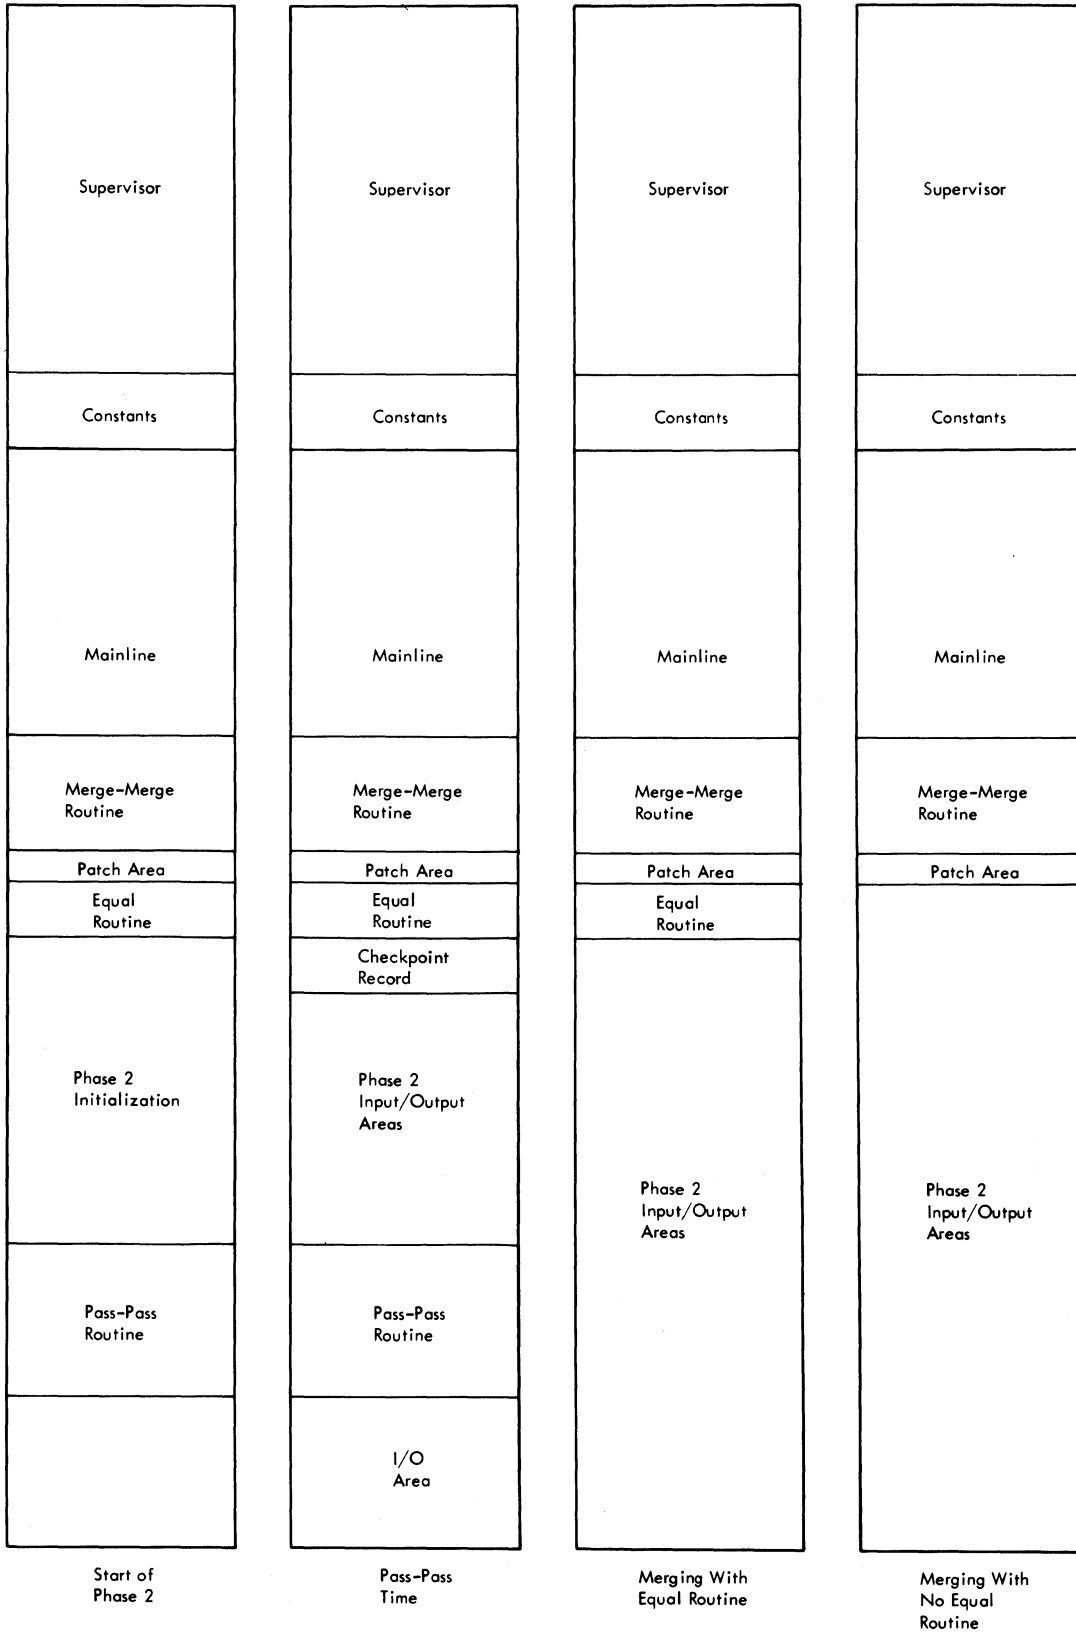 Supervisor
Constants
Mainline
Merge-Merge
Routine
Patch Area
Equal
Routine
Phase 2
Initialization
Pass-Pass
Routine
Start of
Phase 2
Supervisor
Constants
Mainline
Merge-Merge
Routine
Patch Area
Equal
Routine
Checkpoint
Record
Phase 2
Input/Output
Areas
Pass-Pass
Routine
I/O
Area
Pass-Pass
Time
Supervisor
Constants
Mainline
Merge-Merge
Routine
Patch Area
Equal
Routine
Phase 2
Input/Output
Areas
Merging With
Equal Routine
Supervisor
Constants
Mainline
Merge-Merge
Routine
Patch Area
Phase 2
Input/Output
Areas
Merging With
No Equal
Routine